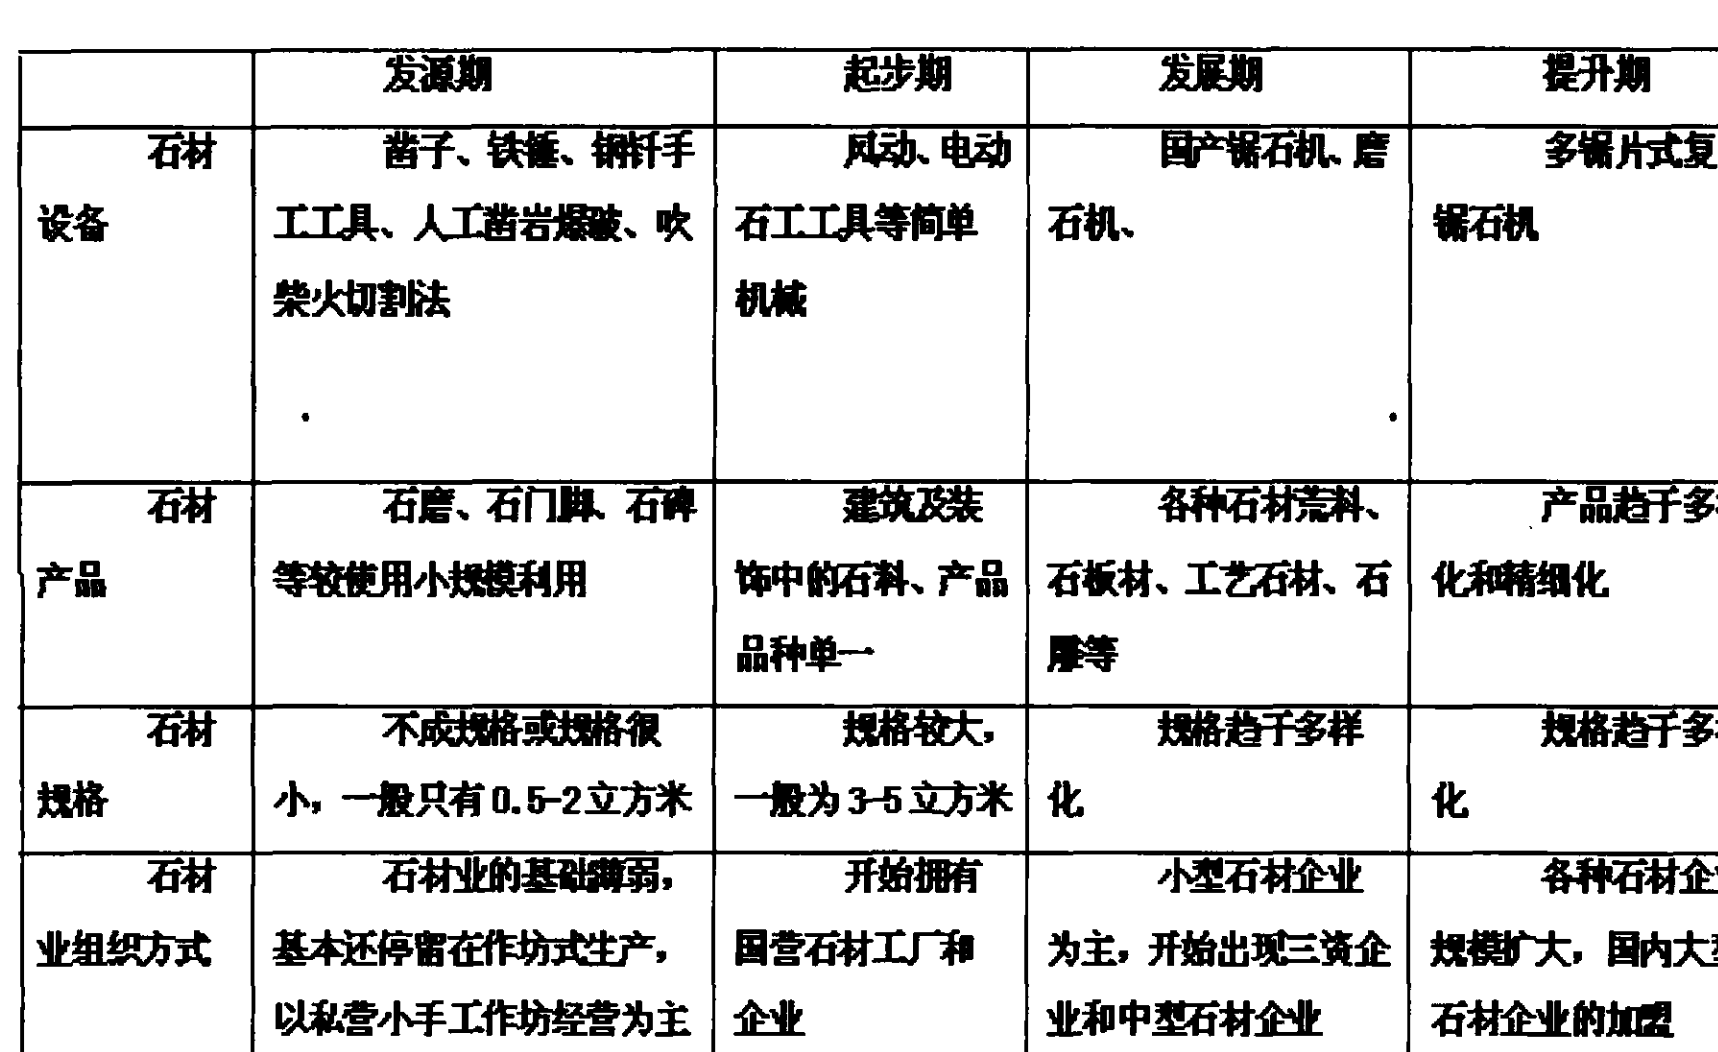 发源期 起步期 发展期 提升期
石材 凿子、铁锤、钢钎手 风动、电动 国产锯石机、磨 多锯片式复
设备 工工具、人工凿岩爆破、吹 石工工具等简单 石机、 锯石机
柴火切割法 机械
石材 石磨、石门脚、石碑 建筑及装 各种石材荒料、 产品趋于多
产品 等较使用小规模利用 饰中的石料、产品 石板材、工艺石材、石 化和精细化
品种单一 雕等
石材 不成规格或规格很 规格较大， 规格趋于多样 规格趋于多
规格 小，一般只有0.5-2立方米 一般为3-5立方米 化 化
石材 石材业的基础薄弱， 开始拥有 小型石材企业 各种石材企
业组织方式 基本还停留在作坊式生产， 国营石材工厂和 为主，开始出现三资企 规模扩大，国内大
以私营小手工作坊经营为主 企业 业和中型石材企业 石材企业的加盟